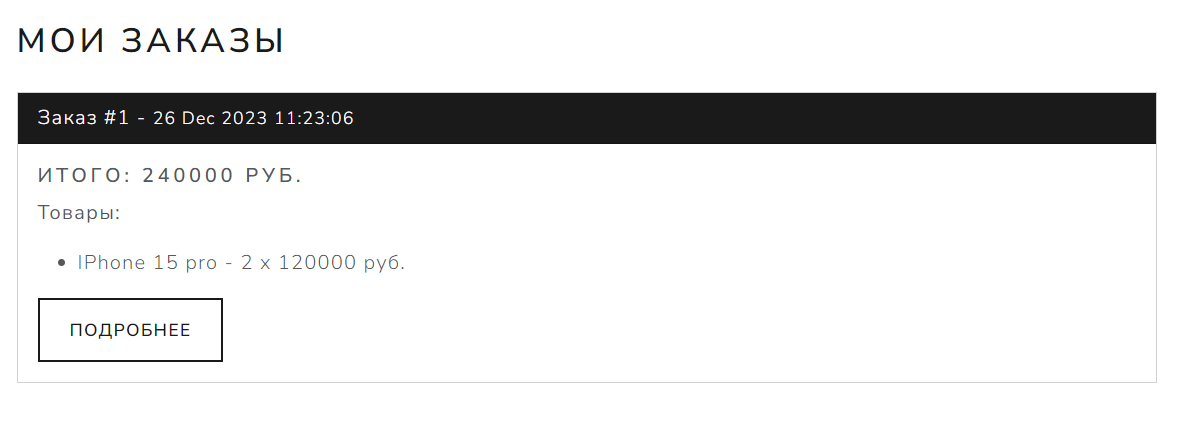 МОИ ЗАКАЗЫ
Заказ #1 - 26 Dec 2023 11:23:06
ИТОГО: 240000 РУБ.
Товары:
• IPhone 15 pro - 2 x 120000 руб.
ПОДРОБНЕЕ